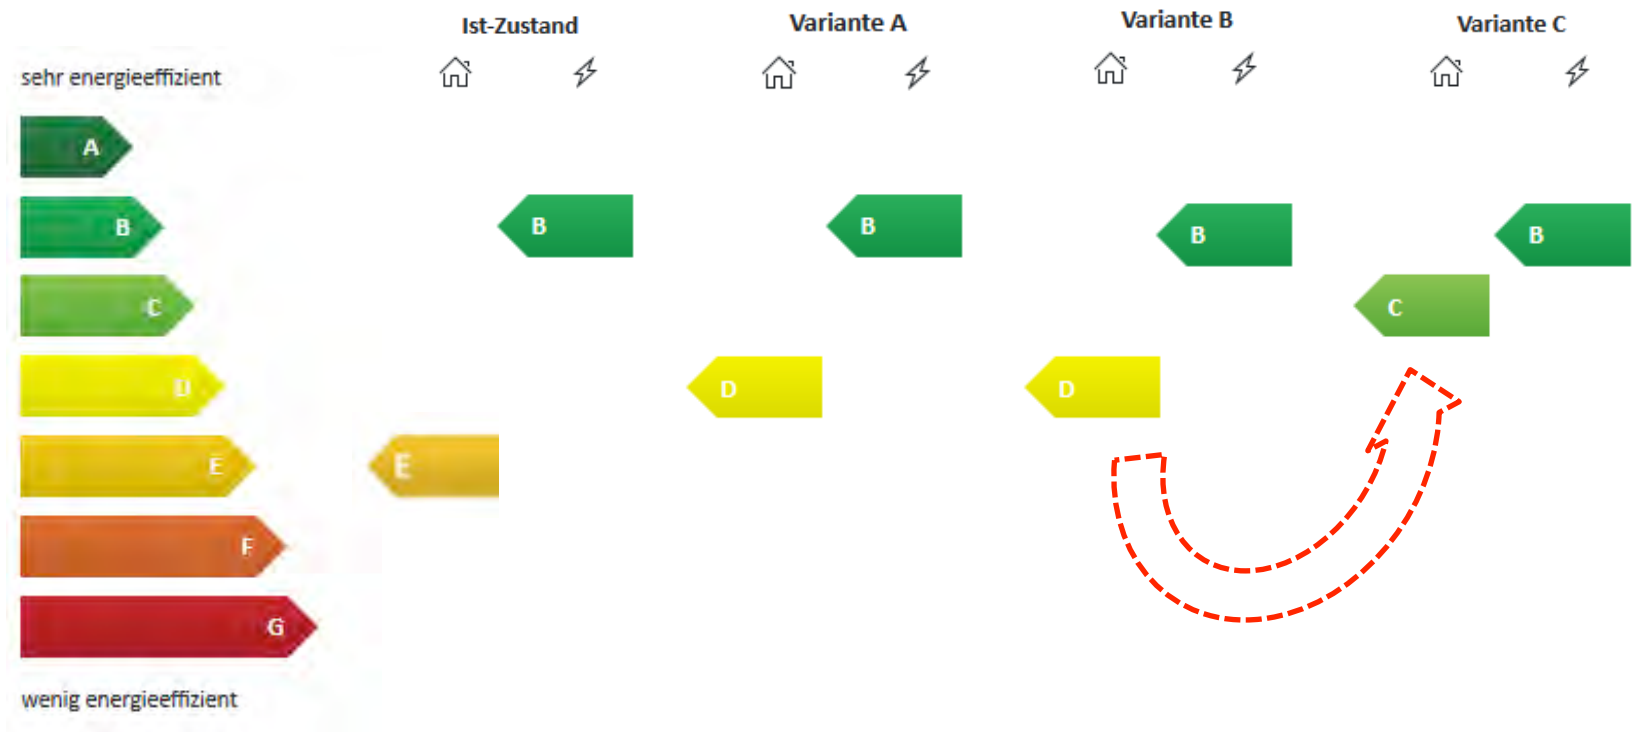 Ist-Zustand Variante A Variante B Variante C
sehr energieeffizient
A
B B B B B
C C
D D D
E E
F
G
wenig energieeffizient